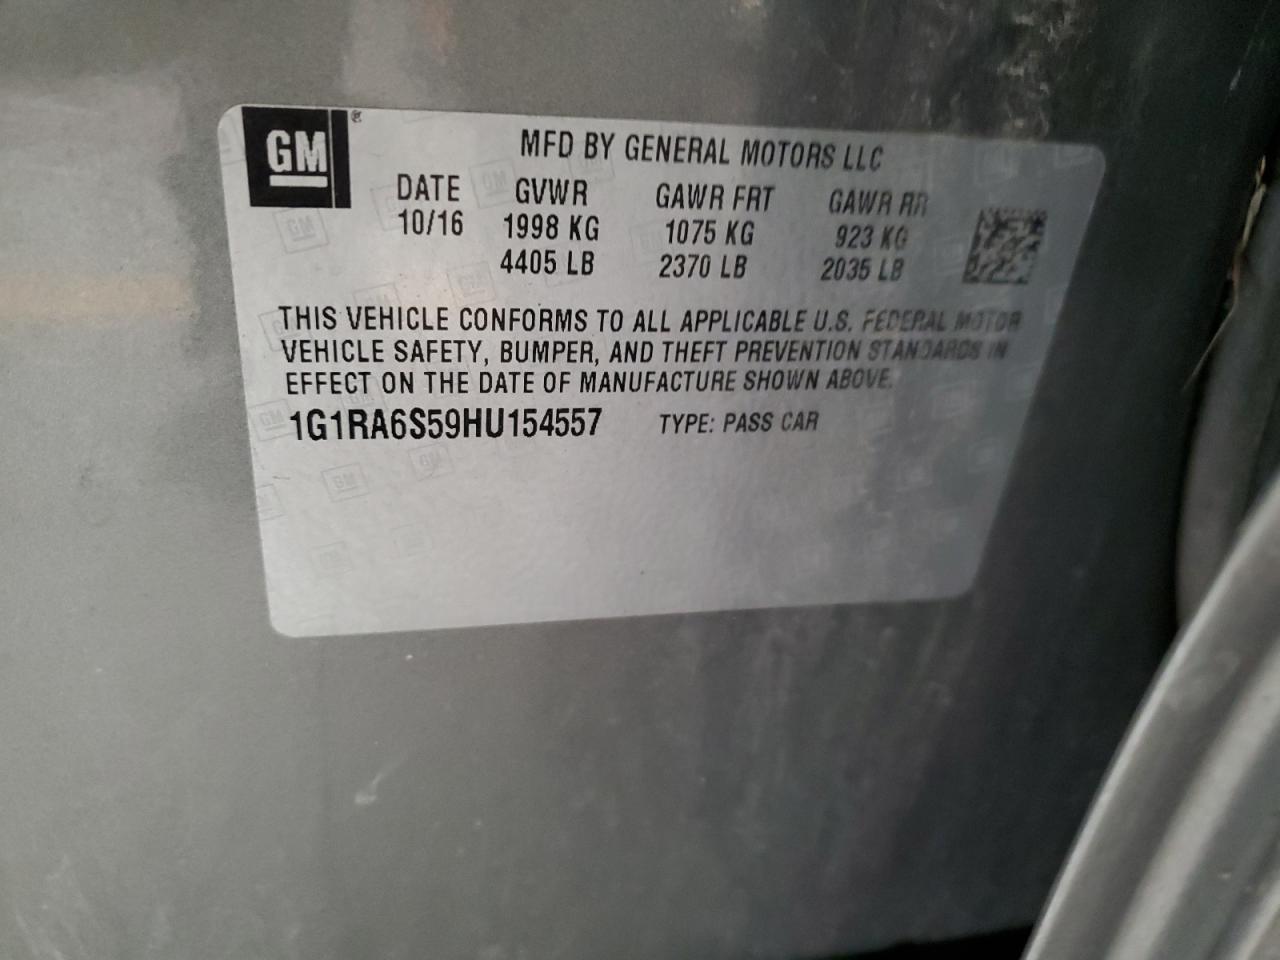 GM
MFD BY GENERAL MOTORS LLC
DATE GVWR GAWR FRT GAWR RR
10/16 1998 KG 1075 KG 923 KG
4405 LB 2370 LB 2035 LB
THIS VEHICLE CONFORMS TO ALL APPLICABLE U.S. FEDERAL MOTOR
VEHICLE SAFETY, BUMPER, AND THEFT PREVENTION STANDARDS IN
EFFECT ON THE DATE OF MANUFACTURE SHOWN ABOVE.
1G1RA6S59HU154557 TYPE: PASS CAR